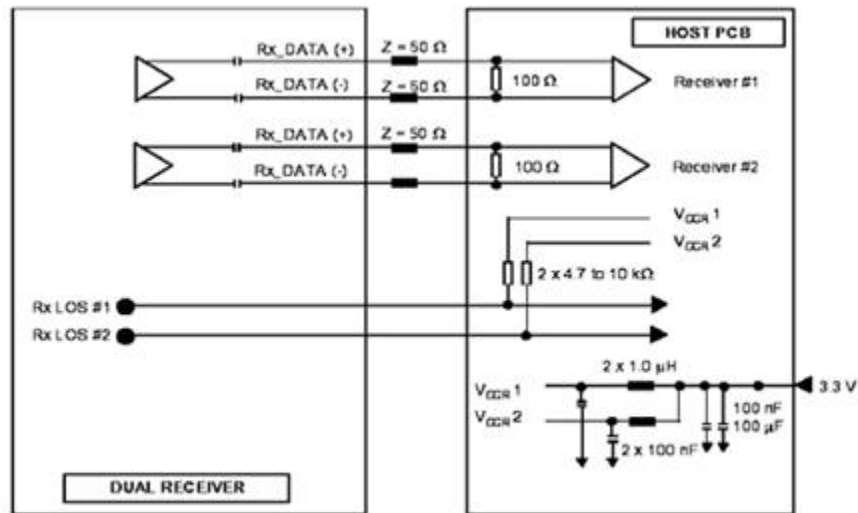 HOST PCB
Rx_DATA (+) Z = 50 Ω
Rx_DATA (-) Z = 50 Ω
100 Ω
Receiver #1
Rx_DATA (+) Z = 50 Ω
Rx_DATA (-)
100 Ω
Receiver #2
VCCR 1
VCCR 2
2 x 4.7 to 10 kΩ
Rx LOS #1
Rx LOS #2
2 x 1.0 µH
VCCR 1
3.3 V
VCCR 2
100 nF
100 µF
2 x 100 nF
DUAL RECEIVER